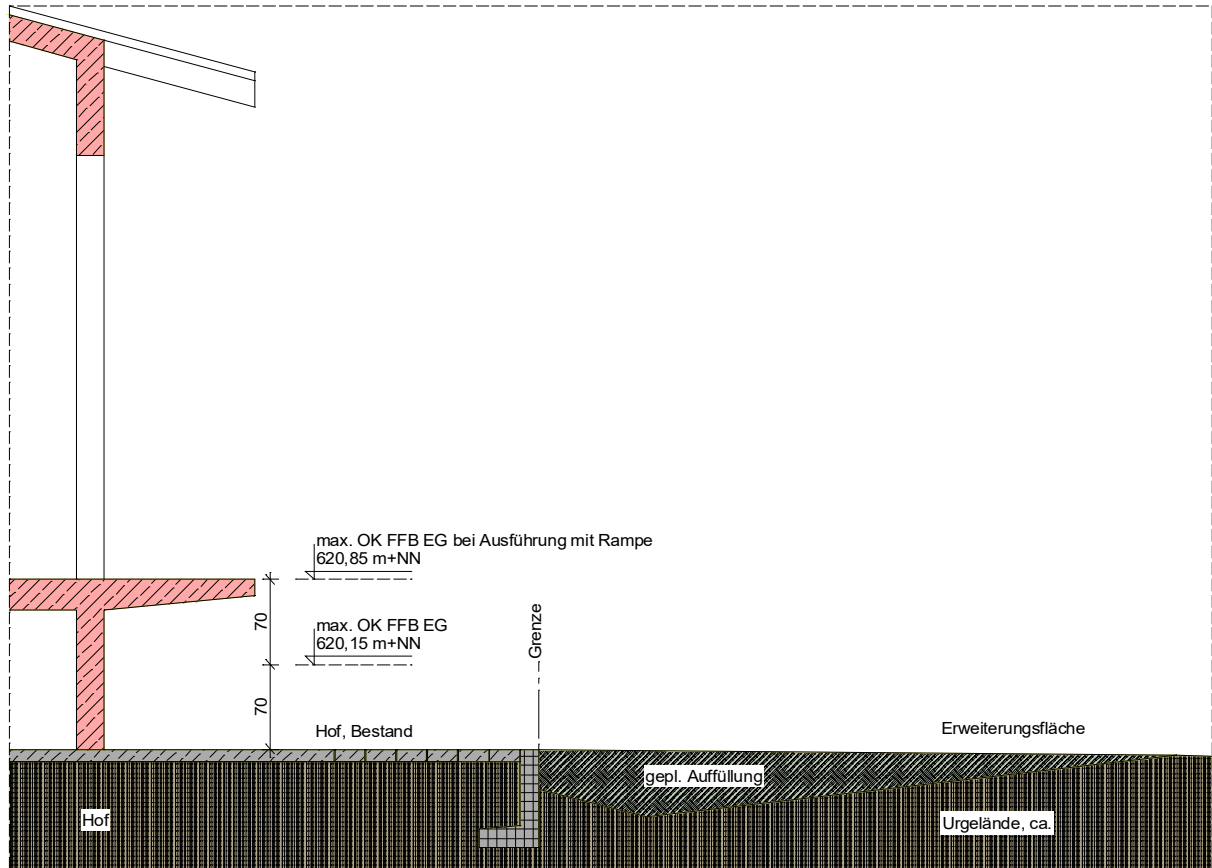 max. OK FFB EG bei Ausführung mit Rampe
620,85 m+NN
70
max. OK FFB EG
620,15 m+NN
Grenze
70
Hof, Bestand
Erweiterungsfläche
gepl. Auffüllung
Hof
Urgelände, ca.